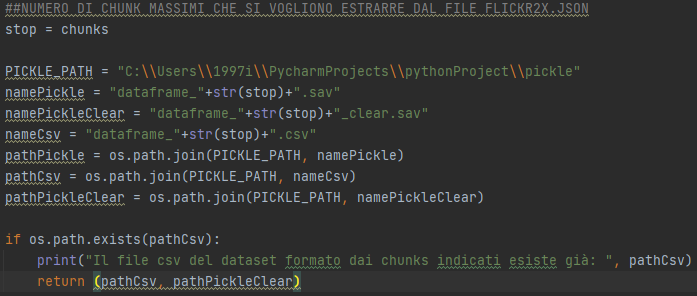 ##NUMERO DI CHUNK MASSIMI CHE SI VOGLIONO ESTRARRE DAL FILE FLICKR2X.JSON
stop = chunks
PICKLE_PATH = "C:\\Users\\1997i\\PycharmProjects\\pythonProject\\pickle"
namePickle = "dataframe_"+str(stop)+".sav"
namePickleClear = "dataframe_"+str(stop)+"_clear.sav"
nameCsv = "dataframe_"+str(stop)+".csv"
pathPickle = os.path.join(PICKLE_PATH, namePickle)
pathCsv = os.path.join(PICKLE_PATH, nameCsv)
pathPickleClear = os.path.join(PICKLE_PATH, namePickleClear)
if os.path.exists(pathCsv):
    print("Il file csv del dataset formato dai chunks indicati esiste già: ", pathCsv)
    return (pathCsv, pathPickleClear)